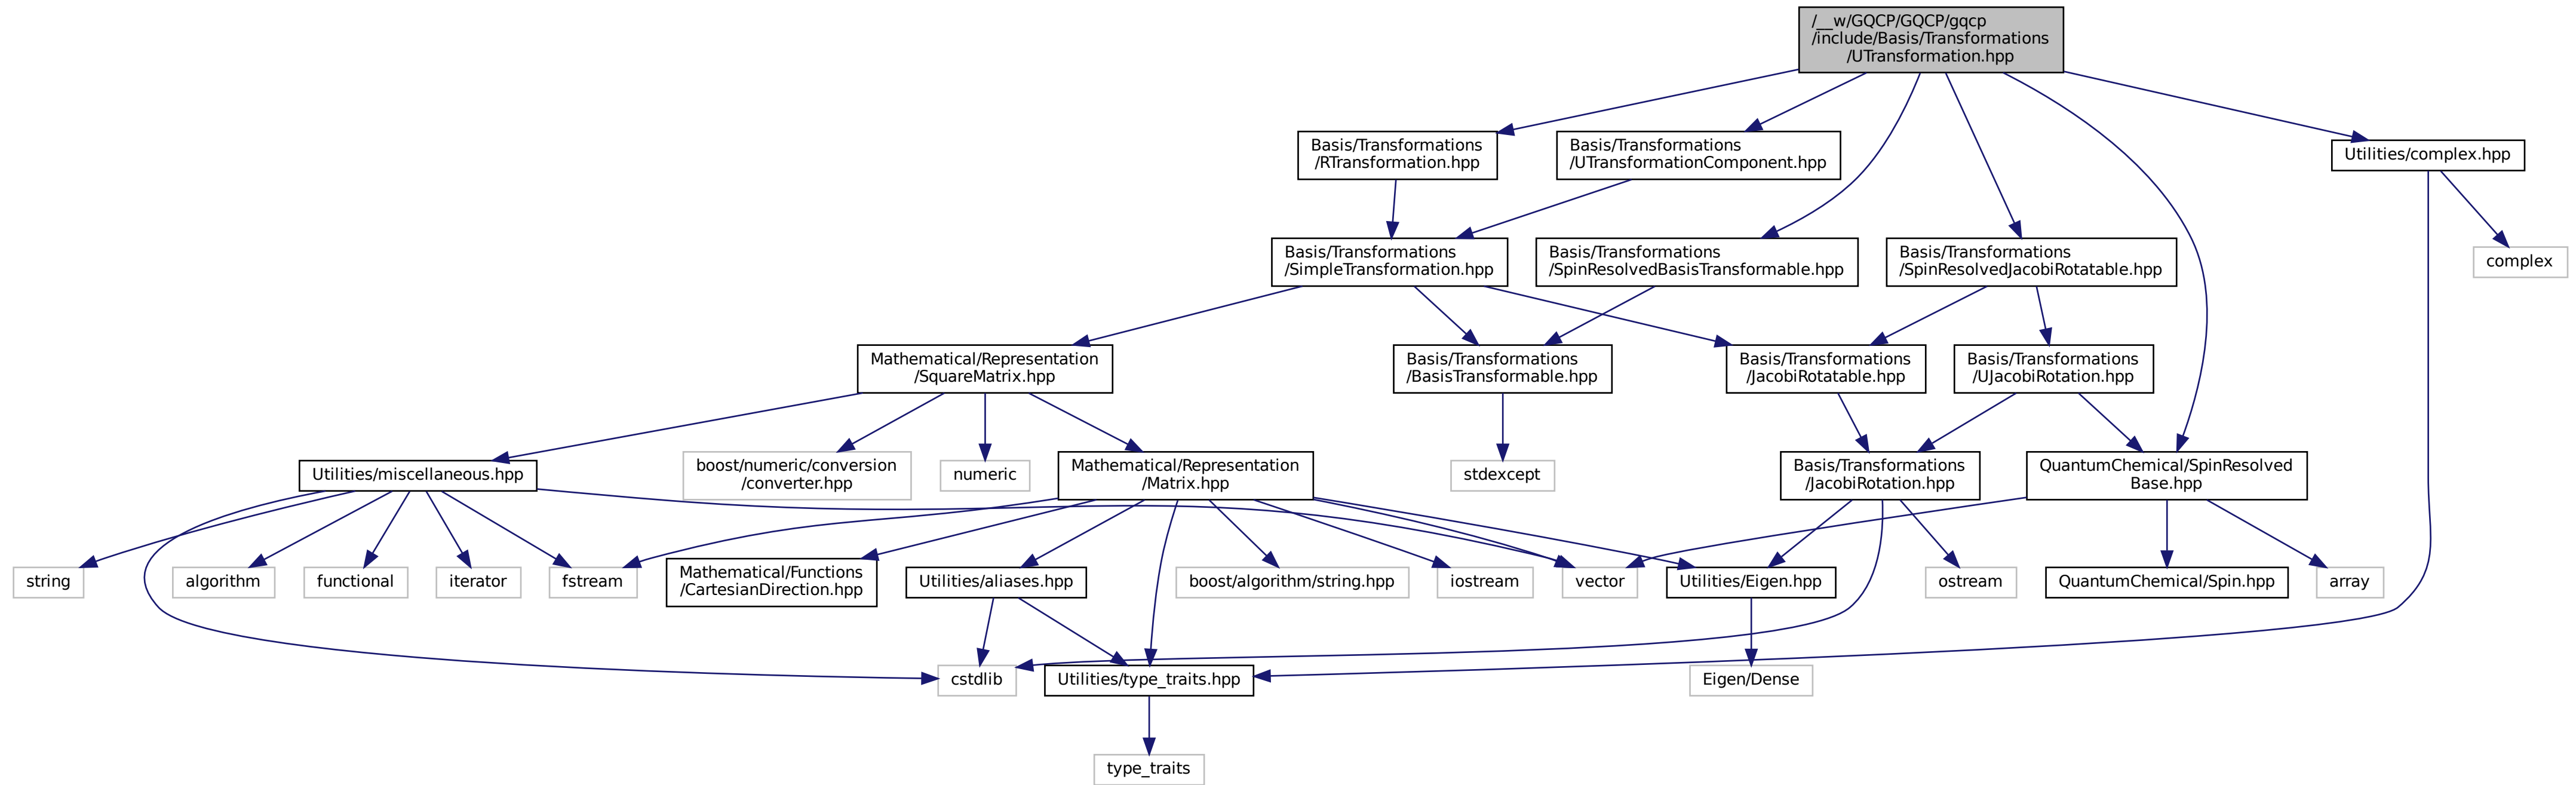 /__w/GQCP/GQCP/gqcp
/include/Basis/Transformations
/UTransformation.hpp
Basis/Transformations
/RTransformation.hpp
Basis/Transformations
/UTransformationComponent.hpp
Utilities/complex.hpp
Basis/Transformations
/SimpleTransformation.hpp
Basis/Transformations
/SpinResolvedBasisTransformable.hpp
Basis/Transformations
/SpinResolvedJacobiRotatable.hpp
complex
Mathematical/Representation
/SquareMatrix.hpp
Basis/Transformations
/BasisTransformable.hpp
Basis/Transformations
/JacobiRotatable.hpp
Basis/Transformations
/UJacobiRotation.hpp
Utilities/miscellaneous.hpp
boost/numeric/conversion
/converter.hpp
numeric
Mathematical/Representation
/Matrix.hpp
stdexcept
Basis/Transformations
/JacobiRotation.hpp
QuantumChemical/SpinResolved
Base.hpp
string
algorithm
functional
iterator
fstream
Mathematical/Functions
/CartesianDirection.hpp
Utilities/aliases.hpp
boost/algorithm/string.hpp
iostream
vector
Utilities/Eigen.hpp
ostream
QuantumChemical/Spin.hpp
array
cstdlib
Utilities/type_traits.hpp
Eigen/Dense
type_traits